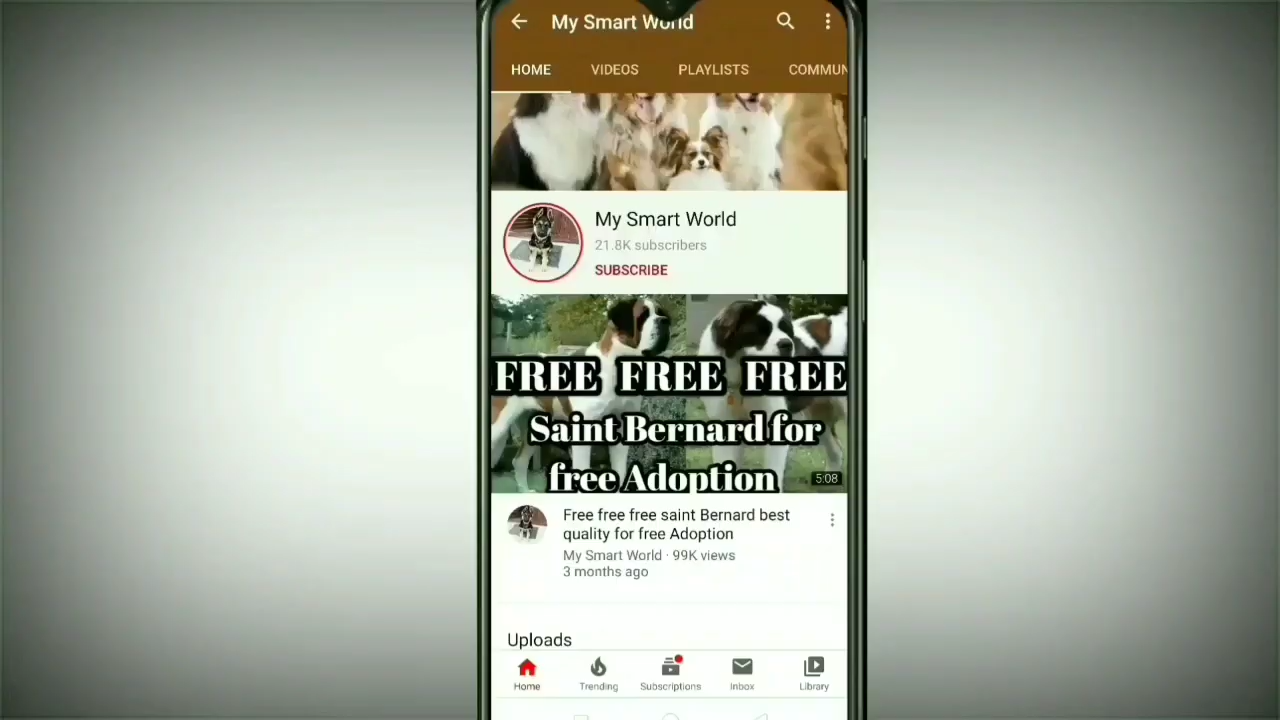 My Smart World
HOME VIDEOS PLAYLISTS COMMUN
My Smart World
21.8K subscribers
SUBSCRIBE
FREE FREE FREE
Saint Bernard for
free Adoption
5:08
Free free free saint Bernard best
quality for free Adoption
My Smart World · 99K views
3 months ago
Uploads
Home Trending Subscriptions Inbox Library